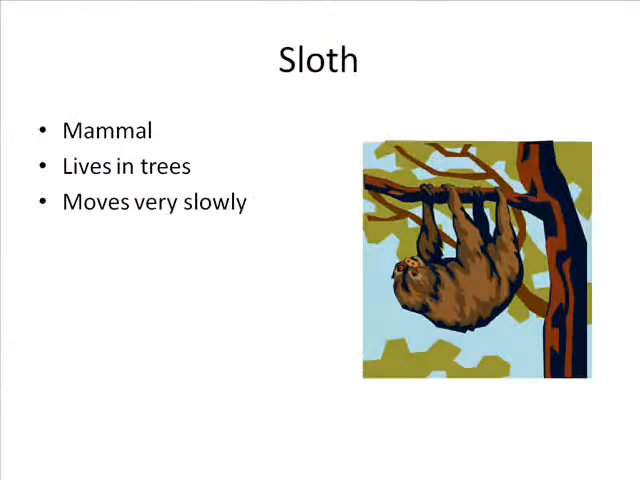 Sloth
• Mammal
• Lives in trees
• Moves very slowly